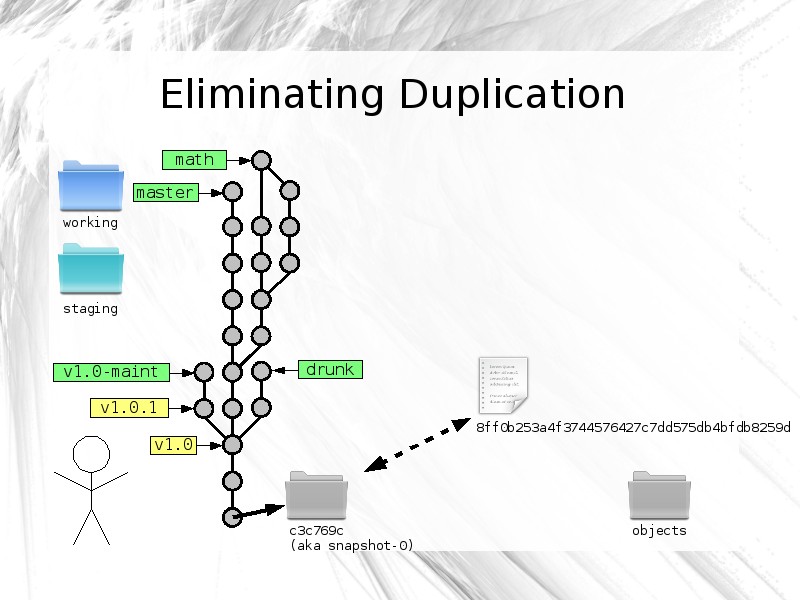 Eliminating Duplication
math
master
working
staging
v1.0-maint
drunk
v1.0.1
8ff0b253a4f3744576427c7dd575db4bfdb8259d
v1.0
c3c769c
(aka snapshot-0)
objects